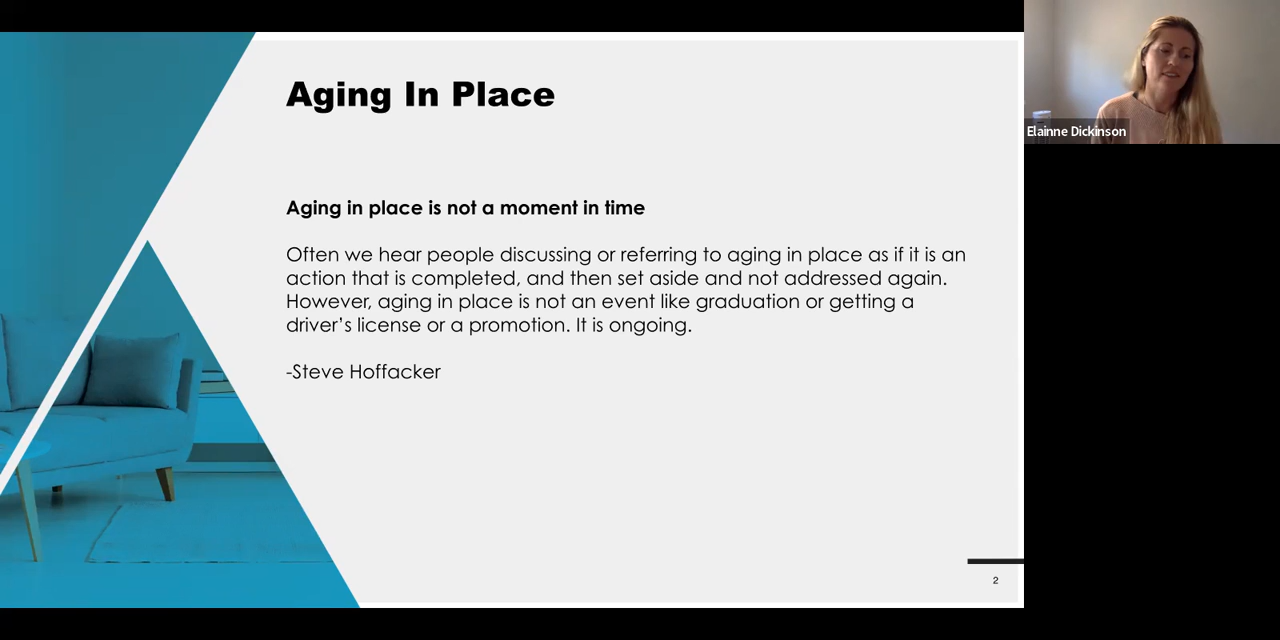 Aging In Place
Aging in place is not a moment in time
Often we hear people discussing or referring to aging in place as if it is an
action that is completed, and then set aside and not addressed again.
However, aging in place is not an event like graduation or getting a
driver’s license or a promotion. It is ongoing.
-Steve Hoffacker
2
Elainne Dickinson